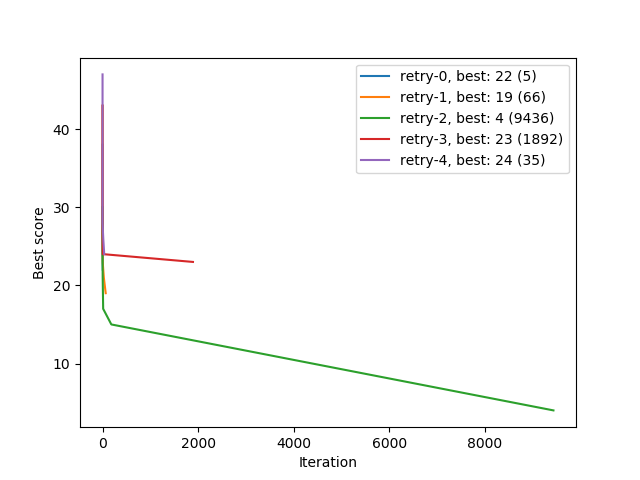 retry-0, best: 22 (5)
retry-1, best: 19 (66)
retry-2, best: 4 (9436)
retry-3, best: 23 (1892)
retry-4, best: 24 (35)
Best score
40
30
20
10
0 2000 4000 6000 8000
Iteration